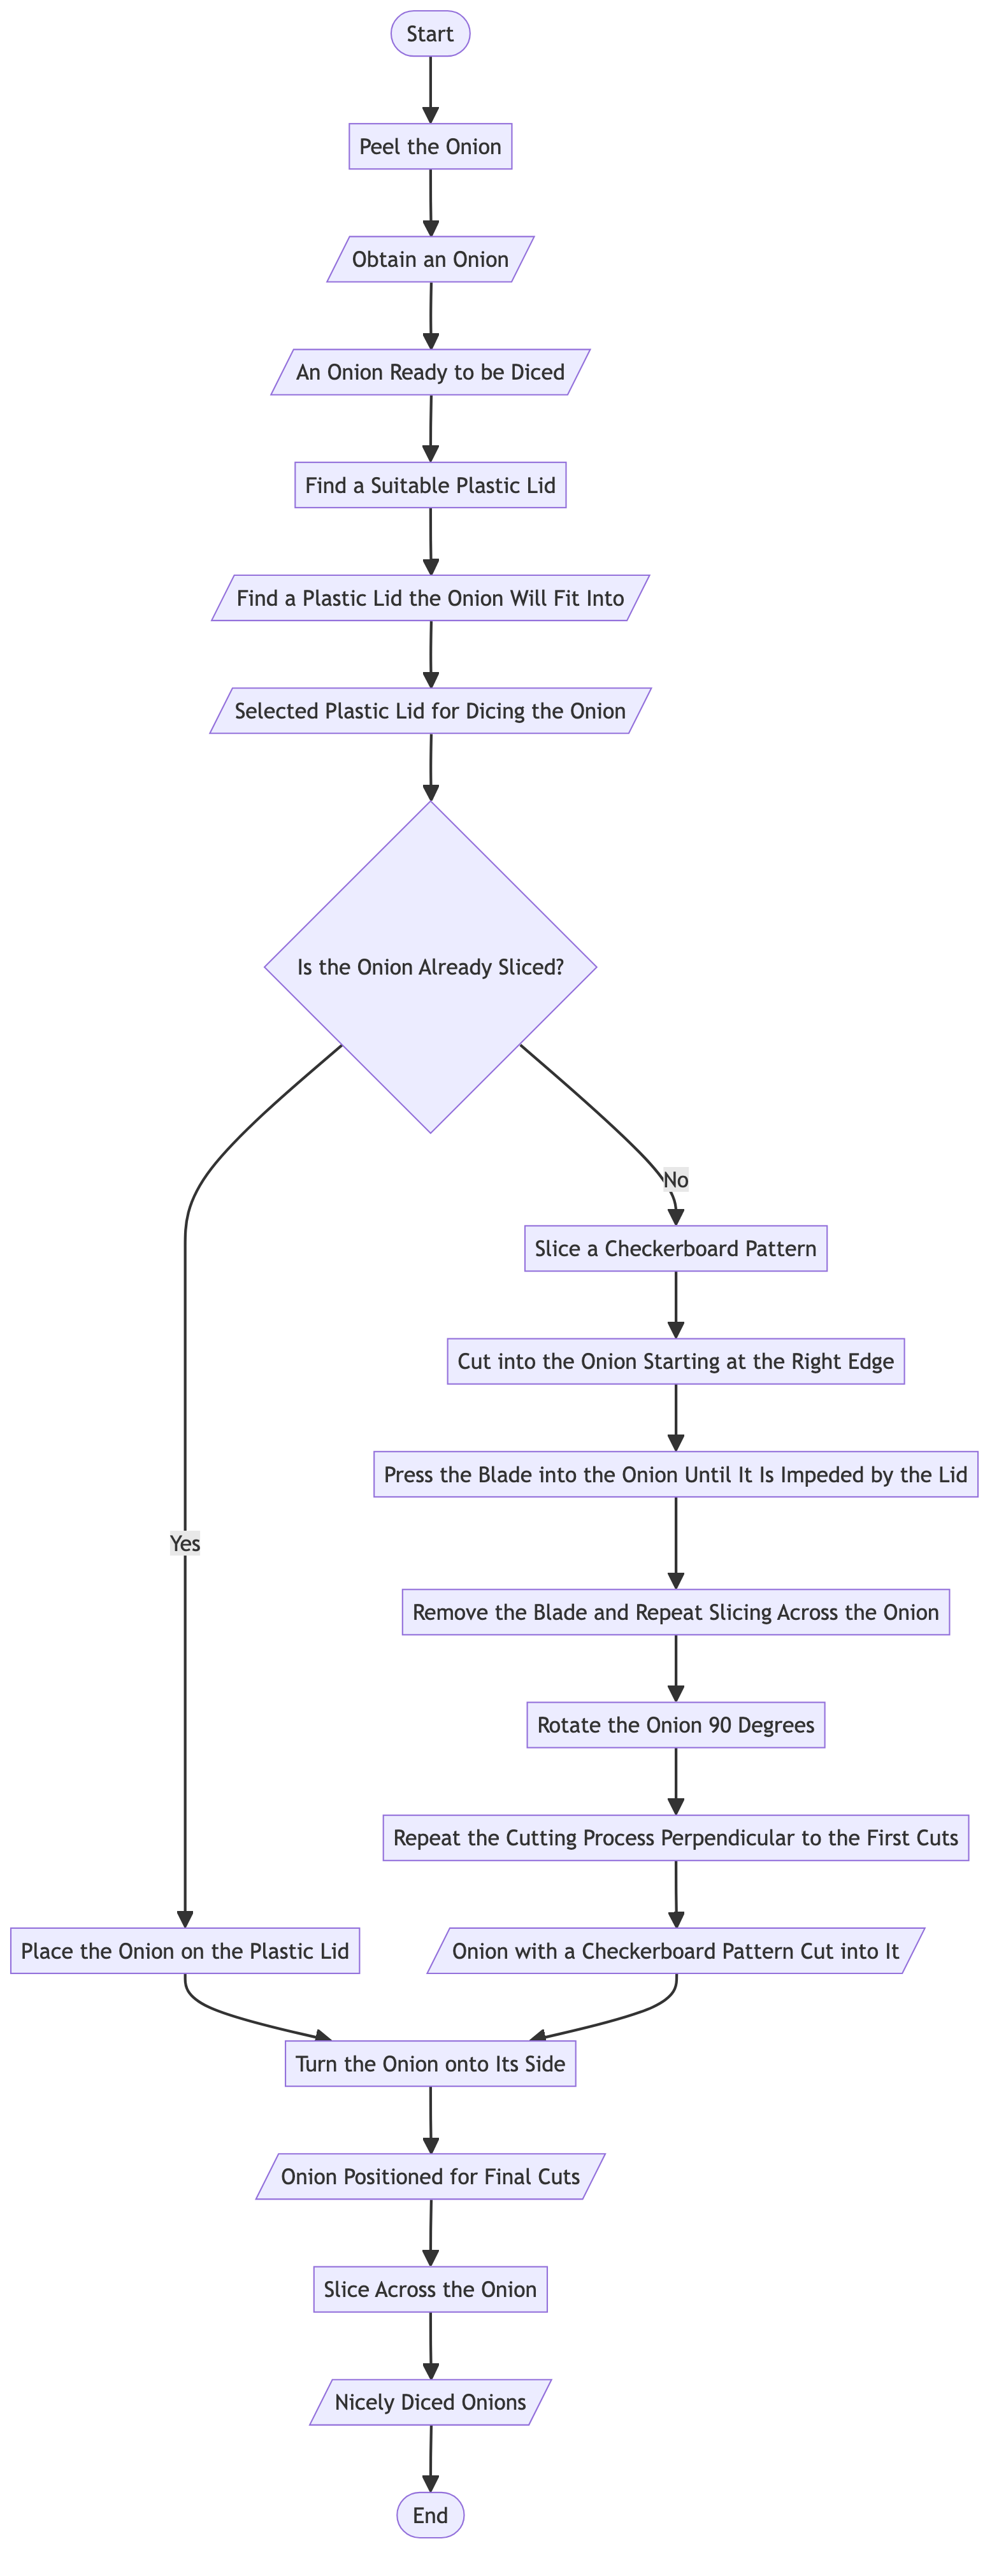 Start
Peel the Onion
Obtain an Onion
An Onion Ready to be Diced
Find a Suitable Plastic Lid
Find a Plastic Lid the Onion Will Fit Into
Selected Plastic Lid for Dicing the Onion
Is the Onion Already Sliced?
No
Slice a Checkerboard Pattern
Cut into the Onion Starting at the Right Edge
Press the Blade into the Onion Until It Is Impeded by the Lid
Yes
Remove the Blade and Repeat Slicing Across the Onion
Rotate the Onion 90 Degrees
Repeat the Cutting Process Perpendicular to the First Cuts
Place the Onion on the Plastic Lid
Onion with a Checkerboard Pattern Cut into It
Turn the Onion onto Its Side
Onion Positioned for Final Cuts
Slice Across the Onion
Nicely Diced Onions
End